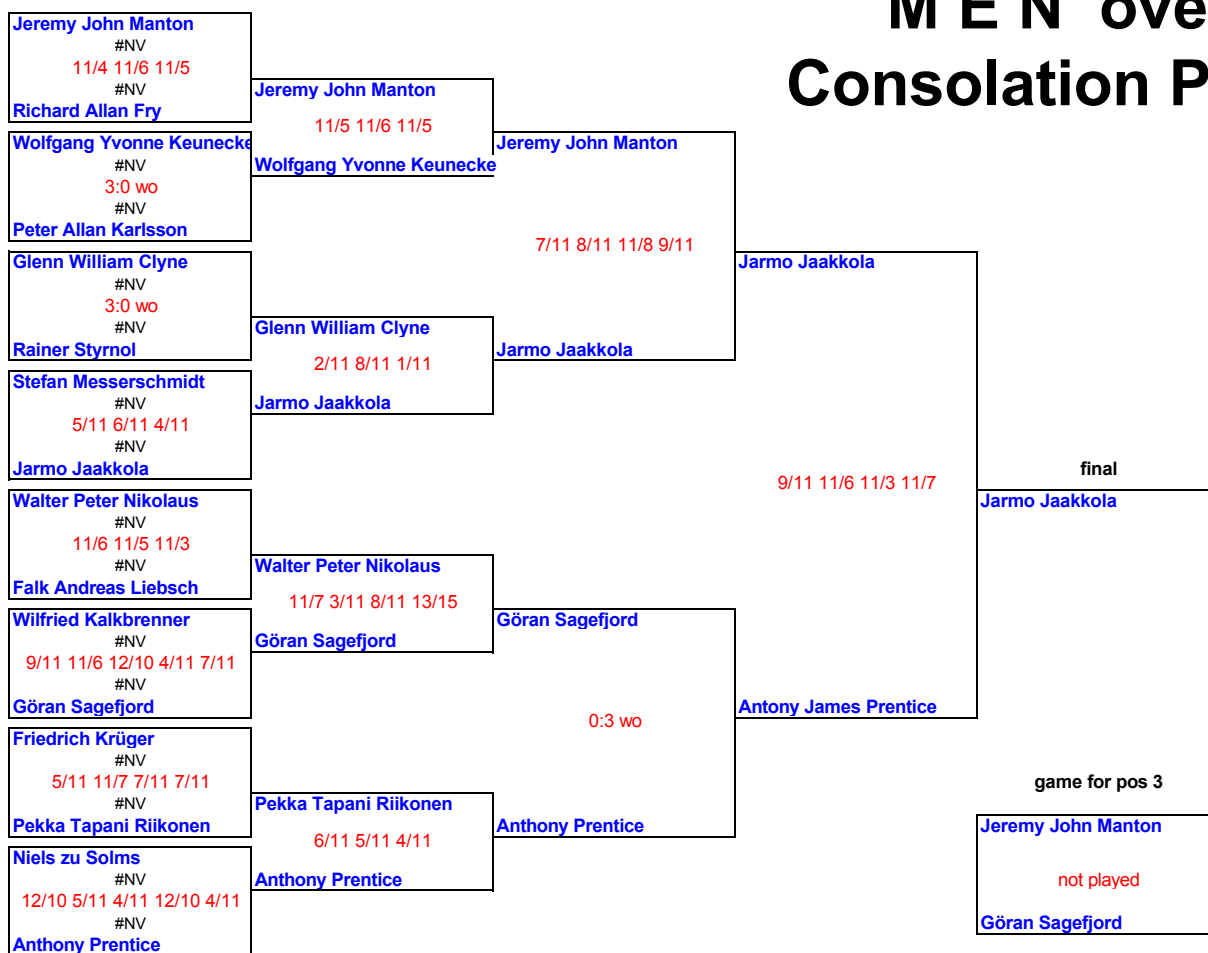 M E N ove
Consolation P
Jeremy John Manton
#NV
11/4 11/6 11/5
#NV
Richard Allan Fry
Wolfgang Yvonne Keunecke
#NV
3:0 wo
#NV
Peter Allan Karlsson
Glenn William Clyne
#NV
3:0 wo
#NV
Rainer Styrnol
Stefan Messerschmidt
#NV
5/11 6/11 4/11
#NV
Jarmo Jaakkola
Walter Peter Nikolaus
#NV
11/6 11/5 11/3
#NV
Falk Andreas Liebsch
Wilfried Kalkbrenner
#NV
9/11 11/6 12/10 4/11 7/11
#NV
Göran Sagefjord
Friedrich Krüger
#NV
5/11 11/7 7/11 7/11
#NV
Pekka Tapani Riikonen
Niels zu Solms
#NV
12/10 5/11 4/11 12/10 4/11
#NV
Anthony Prentice
Jeremy John Manton
11/5 11/6 11/5
Wolfgang Yvonne Keunecke
Glenn William Clyne
2/11 8/11 1/11
Jarmo Jaakkola
Walter Peter Nikolaus
11/7 3/11 8/11 13/15
Göran Sagefjord
Pekka Tapani Riikonen
6/11 5/11 4/11
Anthony Prentice
Jeremy John Manton
7/11 8/11 11/8 9/11
Jarmo Jaakkola
Göran Sagefjord
0:3 wo
Anthony Prentice
Jarmo Jaakkola
9/11 11/6 11/3 11/7
Antony James Prentice
final
Jarmo Jaakkola
game for pos 3
Jeremy John Manton
not played
Göran Sagefjord